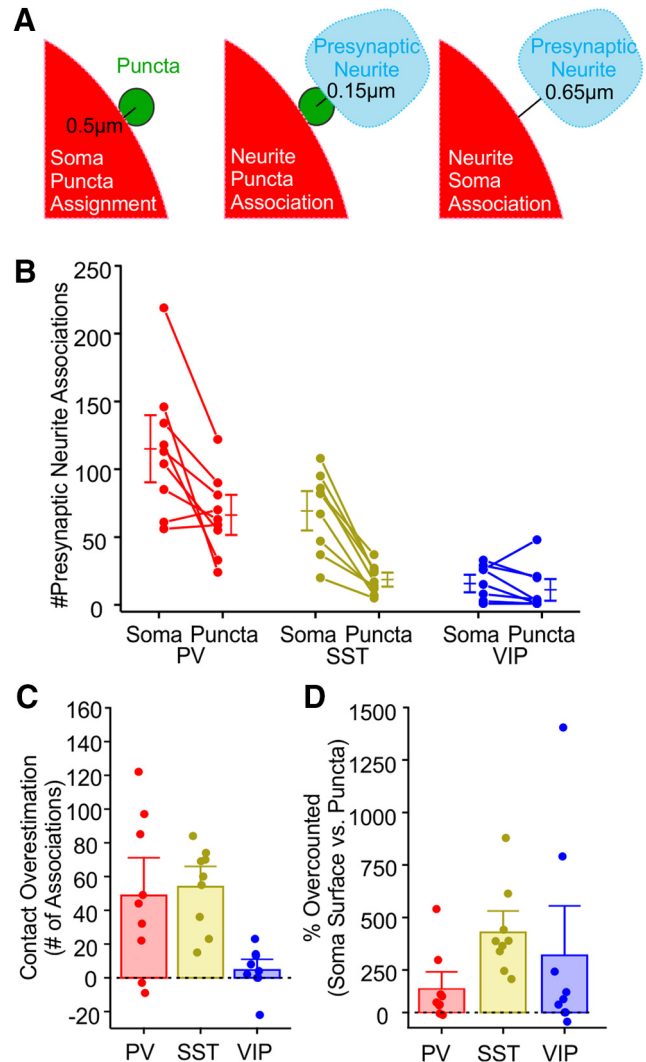 A
Puncta
0.5µm
Soma
Puncta
Assignment
Presynaptic
Neurite
0.15µm
Neurite
Puncta
Association
Presynaptic
Neurite
0.65µm
Neurite
Soma
Association
B
#Presynaptic Neurite Associations
250
200
150
100
50
0
Soma Puncta Soma Puncta Soma Puncta
PV SST VIP
C
Contact Overestimation
(# of Associations)
160
140
120
100
80
60
40
20
0
-20
PV SST VIP
D
% Overcounted
(Soma Surface vs. Puncta)
1500
1250
1000
750
500
250
0
PV SST VIP